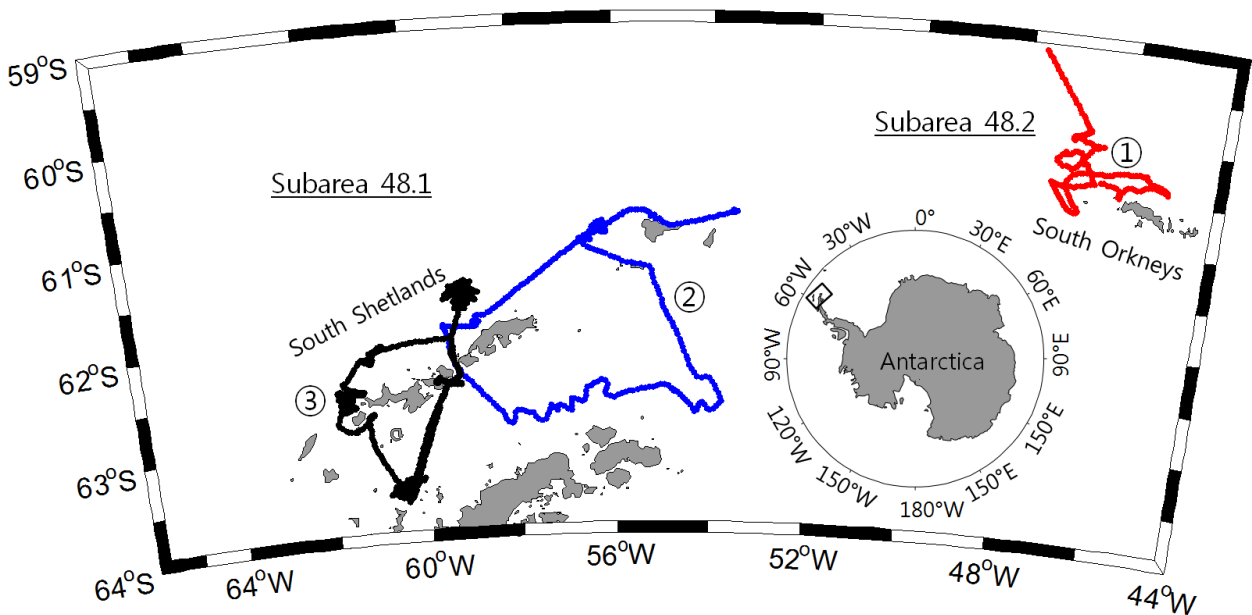 59°S
60°S
61°S
62°S
63°S
64°S
64°W
60°W
56°W
52°W
48°W
44°W
Subarea 48.1
Subarea 48.2
①
South Orkneys
South Shetlands
②
③
0°
30°E
60°E
90°E
120°E
150°E
180°W
150°W
120°W
90°W
60°W
30°W
Antarctica